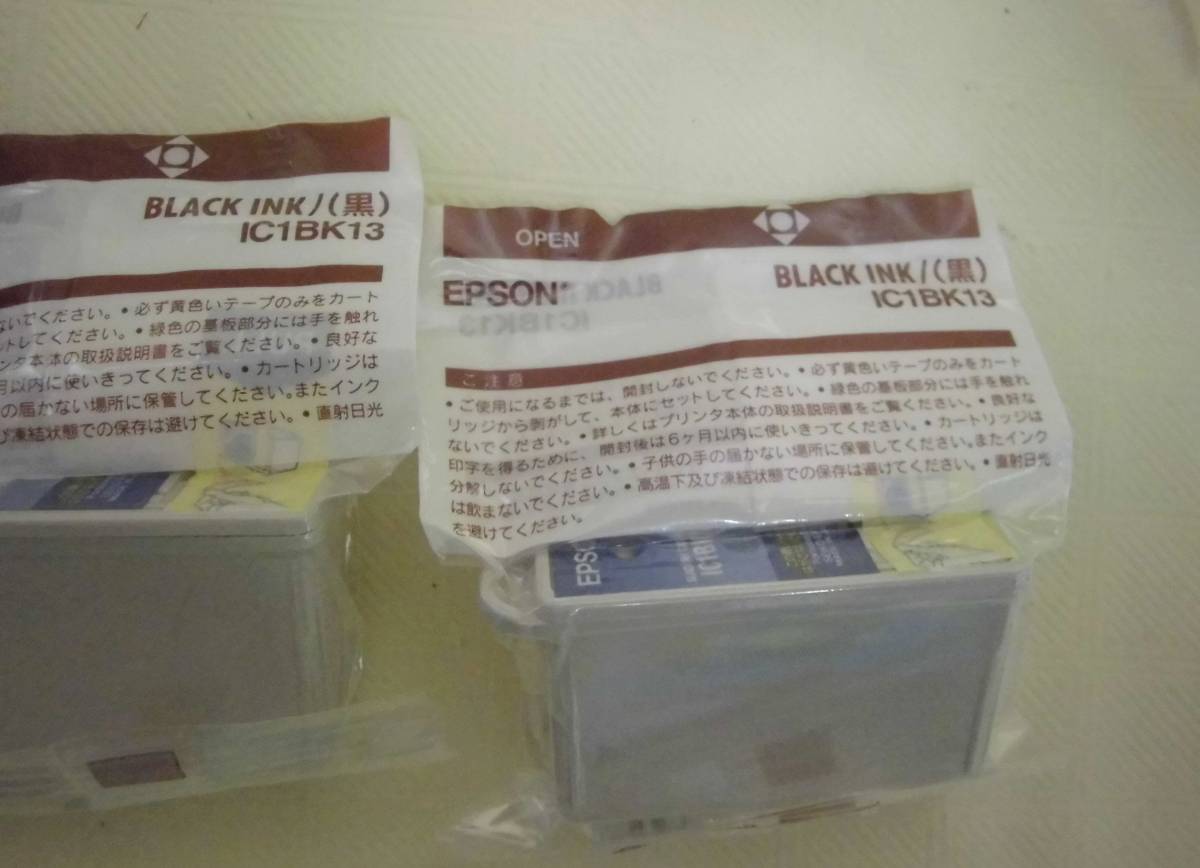 BLACK INK/(黒)
IC1BK13
ないでください。•必ず黄色いテープのみをカート
ットしてください。•緑色の基板部分には手を触れ
ンタ本体の取扱説明書をご覧ください。•良好な
月以内に使いきってください。•カートリッジは
の届かない場所に保管してください。またインク
び凍結状態での保存は避けてください。•直射日光
OPEN
EPSON
BLACK INK/(黒)
IC1BK13
ご注意
•ご使用になるまでは、開封しないでください。•必ず黄色いテープのみをカート
リッジから剥がして、本体にセットしてください。•緑色の基板部分には手を触れ
ないでください。•詳しくはプリンタ本体の取扱説明書をご覧ください。•良好な
印字を得るために、開封後は6ヶ月以内に使いきってください。•カートリッジは
分解しないでください。•子供の手の届かない場所に保管してください。またインク
は飲まないでください。•高温下及び凍結状態での保存は避けてください。•直射日光
を避けてください。
EPSON
IC1B